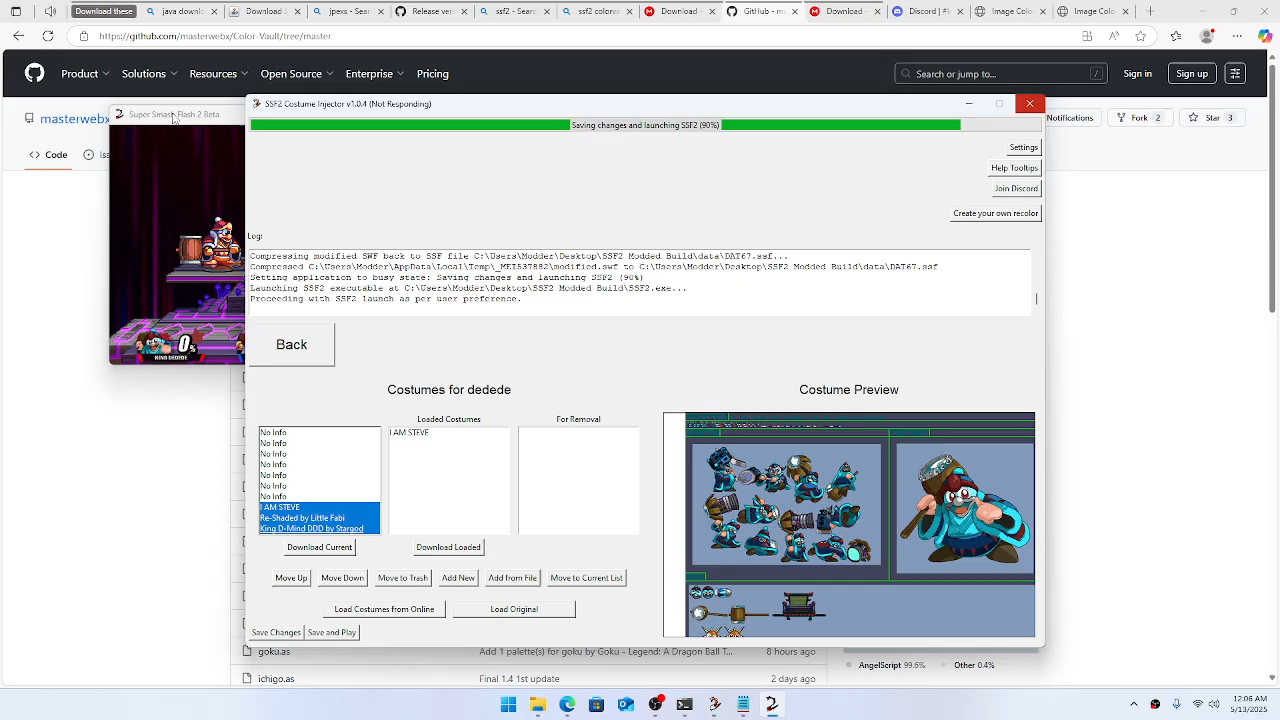 Download these
java downl
Download J
jpexs - Sear
Release vers
ssf2 - Searc
ssf2 colorva
Download –
GitHub - m
Download –
Discord | #
Image Color
Image Color
https://github.com/masterwebx/Color-Vault/tree/master
Product
Solutions
Resources
Open Source
Enterprise
Pricing
Search or jump to...
/
Sign in
Sign up
masterwebx
Notifications
Fork 2
Star 3
Code
Iss
Super Smash Flash 2 Beta
0%
KING DEDEDE
SSF2 Costume Injector v1.0.4 (Not Responding)
Saving changes and launching SSF2 (90%)
Settings
Help Tooltips
Join Discord
Create your own recolor
Log:
Compressing modified SWF back to SSF file C:\Users\Modder\Desktop\SSF2 Modded Build\data\DAT67.ssf...
Compressed C:\Users\Modder\AppData\Local\Temp\_MEI537882\modified.swf to C:\Users\Modder\Desktop\SSF2 Modded Build\data\DAT67.ssf
Setting application to busy state: Saving changes and launching SSF2 (90%)
Launching SSF2 executable at C:\Users\Modder\Desktop\SSF2 Modded Build\SSF2.exe...
Proceeding with SSF2 launch as per user preference.
Back
Costumes for dedede
Costume Preview
Loaded Costumes
For Removal
No Info
No Info
No Info
No Info
No Info
No Info
No Info
I AM STEVE
Re-Shaded by Little Fabi
King D-Mind DDD by Stargod
I AM STEVE
Download Current
Download Loaded
Move Up
Move Down
Move to Trash
Add New
Add from File
Move to Current List
Load Costumes from Online
Load Original
Save Changes
Save and Play
goku.as
Add 1 palette(s) for goku by Goku - Legend: A Dragon Ball T...
8 hours ago
AngelScript 99.6%
Other 0.4%
ichigo.as
Final 1.4 1st update
2 days ago
12:06 AM
5/13/2025